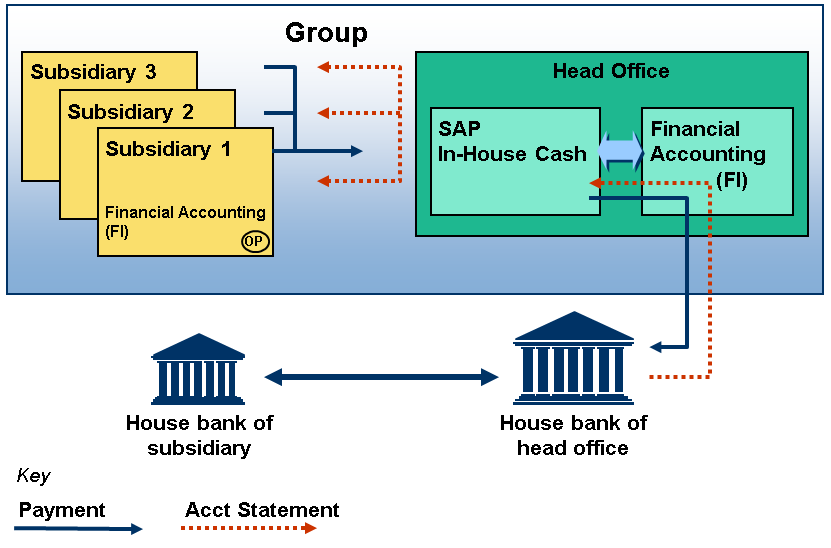 Group
Subsidiary 3
Subsidiary 2
Subsidiary 1
Financial Accounting
(FI)
OP
Head Office
SAP
In-House Cash
Financial
Accounting
(FI)
House bank of
subsidiary
House bank of
head office
Key
Payment
Acct Statement